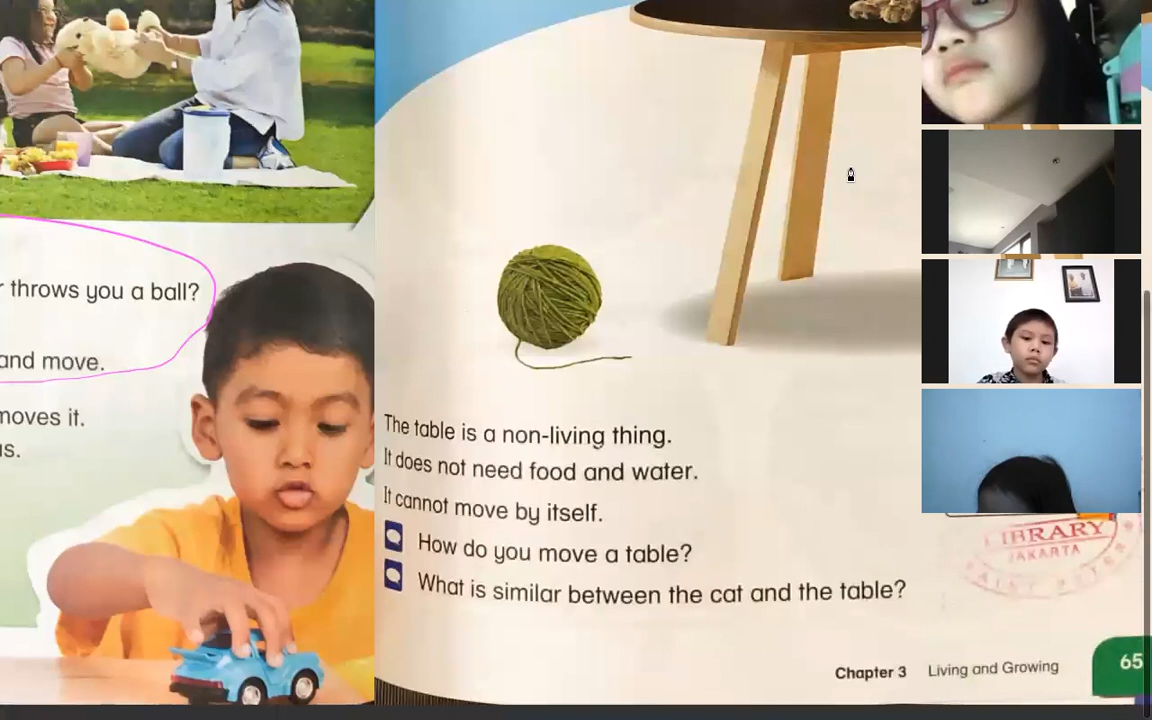 r throws you a ball?
and move.
moves it.
s.
The table is a non-living thing.
It does not need food and water.
It cannot move by itself.
How do you move a table?
What is similar between the cat and the table?
LIBRARY
JAKARTA
Chapter 3 Living and Growing
65